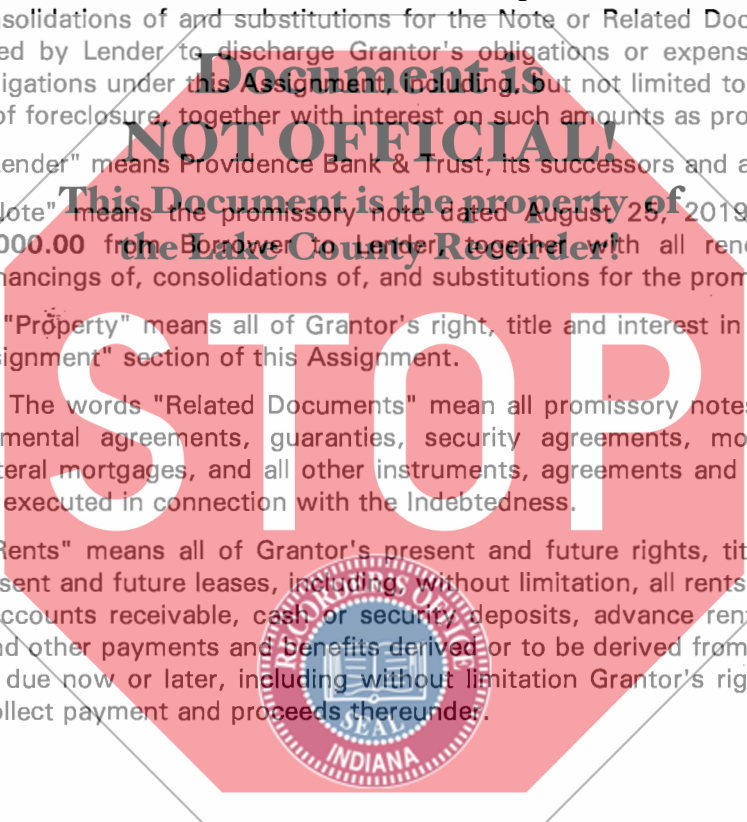 nsolidations of and substitutions for the Note or Related Doc
ed by Lender to discharge Grantor's obligations or expens
ligations under this Assignment, including, but not limited to
of foreclosure, together with interest on such amounts as pro
Lender" means Providence Bank & Trust, its successors and a
Note" means the promissory note dated August 25, 2019
000.00 from Borrower to Lender, together with all ren
nancings of, consolidations of, and substitutions for the prom
"Property" means all of Grantor's right, title and interest in
signment" section of this Assignment.
The words "Related Documents" mean all promissory notes
mental agreements, guaranties, security agreements, mo
teral mortgages, and all other instruments, agreements and
executed in connection with the Indebtedness.
Rents" means all of Grantor's present and future rights, tit
sent and future leases, including, without limitation, all rents
ccounts receivable, cash or security deposits, advance ren
nd other payments and benefits derived or to be derived from
due now or later, including without limitation Grantor's rig
ollect payment and proceeds thereunder.
Document is
NOT OFFICIAL!
This Document is the property of
the Lake County Recorder!
STOP
RECORDER'S OFFICE
SEAL
INDIANA